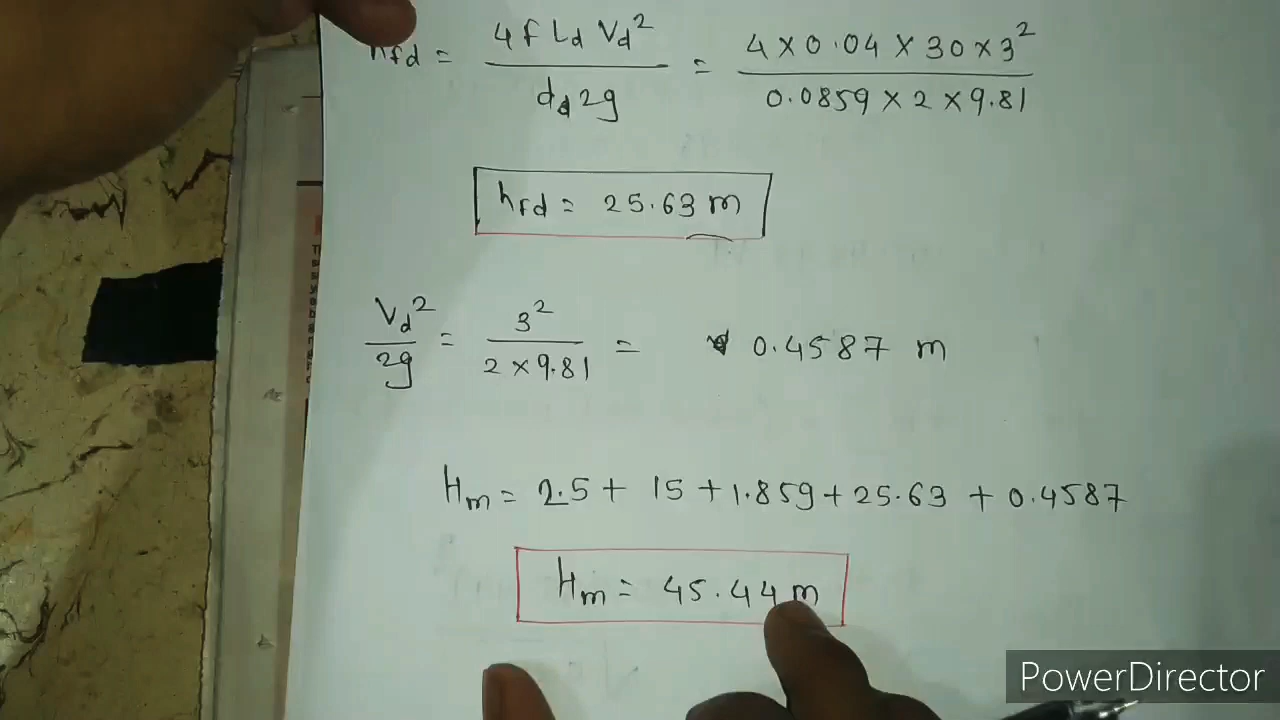 hfd = 4 f Ld Vd² / dd 2g = 4 × 0.04 × 30 × 3² / 0.0859 × 2 × 9.81
hfd = 25.63 m
Vd² / 2g = 3² / 2 × 9.81 = 0.4587 m
Hm = 2.5 + 15 + 1.859 + 25.63 + 0.4587
Hm = 45.44 m
PowerDirector